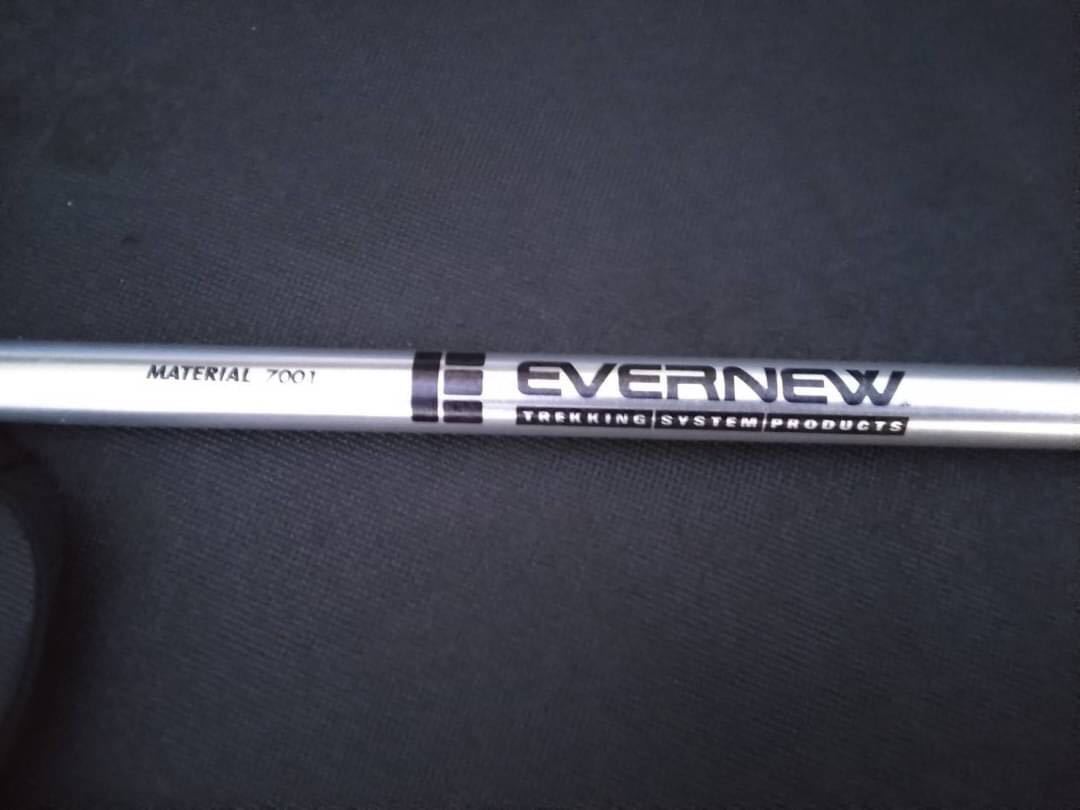 MATERIAL 7001
EVERNEW
TREKKING SYSTEM PRODUCTS